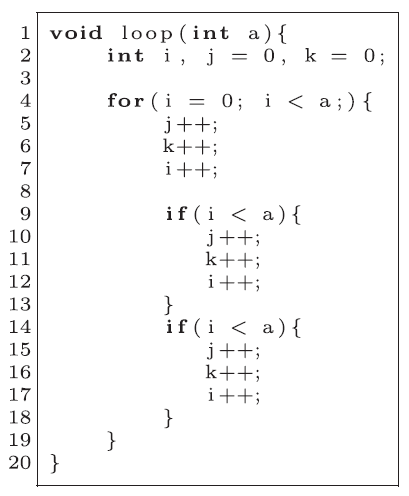 1 void loop(int a){
2     int i, j = 0, k = 0;
3
4     for(i = 0; i < a;){
5         j++;
6         k++;
7         i++;
8
9         if(i < a){
10            j++;
11            k++;
12            i++;
13        }
14        if(i < a){
15            j++;
16            k++;
17            i++;
18        }
19    }
20 }